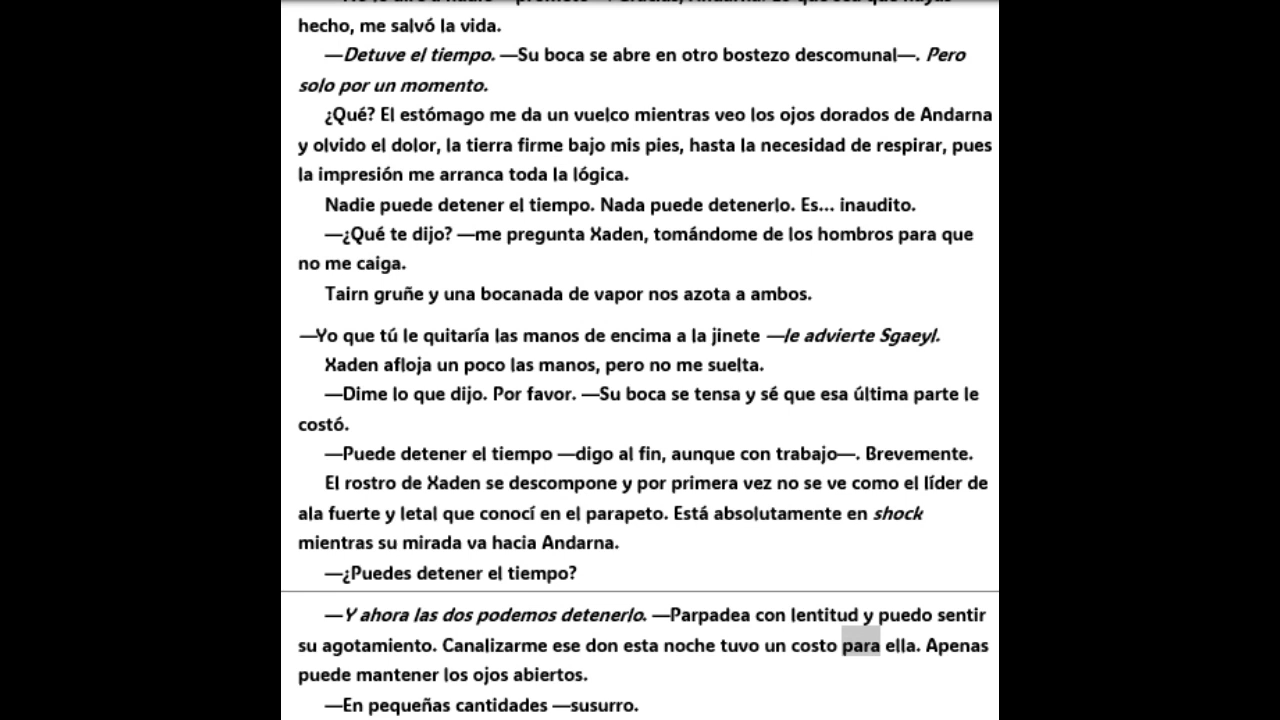 hecho, me salvó la vida.
—Detuve el tiempo. —Su boca se abre en otro bostezo descomunal—. Pero
solo por un momento.
¿Qué? El estómago me da un vuelco mientras veo los ojos dorados de Andarna
y olvido el dolor, la tierra firme bajo mis pies, hasta la necesidad de respirar, pues
la impresión me arranca toda la lógica.
Nadie puede detener el tiempo. Nada puede detenerlo. Es... inaudito.
—¿Qué te dijo? —me pregunta Xaden, tomándome de los hombros para que
no me caiga.
Tairn gruñe y una bocanada de vapor nos azota a ambos.
—Yo que tú le quitaría las manos de encima a la jinete —le advierte Sgaeyl.
Xaden afloja un poco las manos, pero no me suelta.
—Dime lo que dijo. Por favor. —Su boca se tensa y sé que esa última parte le
costó.
—Puede detener el tiempo —digo al fin, aunque con trabajo—. Brevemente.
El rostro de Xaden se descompone y por primera vez no se ve como el líder de
ala fuerte y letal que conocí en el parapeto. Está absolutamente en shock
mientras su mirada va hacia Andarna.
—¿Puedes detener el tiempo?
—Y ahora las dos podemos detenerlo. —Parpadea con lentitud y puedo sentir
su agotamiento. Canalizarme ese don esta noche tuvo un costo para ella. Apenas
puede mantener los ojos abiertos.
—En pequeñas cantidades —susurro.